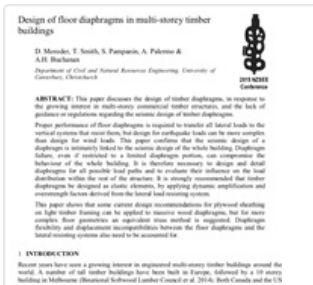 Design of floor diaphragms in multi-storey timber
buildings
D. Moroder, T. Smith, S. Pampanin, A. Palermo &
A.H. Buchanan
Department of Civil and Natural Resources Engineering, University of
Canterbury, Christchurch
2015 NZSEE
Conference
ABSTRACT: This paper discusses the design of timber diaphragms, in response to
the growing interest in multi-storey commercial timber structures, and the lack of
guidance or regulations regarding the seismic design of timber diaphragms.
Proper performance of floor diaphragms is required to transfer all lateral loads to the
vertical systems that resist them, but design for earthquake loads can be more complex
than design for wind loads. This paper confirms that the seismic design of a
diaphragm is intimately linked to the seismic design of the whole building. Diaphragm
failure, even if restricted to a limited diaphragm portion, can compromise the
behaviour of the whole building. It is therefore necessary to design and detail
diaphragms for all possible load paths and to evaluate their influence on the load
distribution within the rest of the structure. It is strongly recommended that timber
diaphragms be designed as elastic elements, by applying dynamic amplification and
overstrength factors derived from the lateral load resisting system.
This paper shows that some current design recommendations for plywood sheathing
on light timber framing can be applied to massive wood diaphragms, but for more
complex floor geometries an equivalent truss method is suggested. Diaphragm
flexibility and displacement incompatibilities between the floor diaphragms and the
lateral resisting systems also need to be accounted for.
1 INTRODUCTION
Recent years have seen a growing interest in engineered multi-storey timber buildings around the
world. A number of tall timber buildings have been built in Europe, followed by a 10 storey
building in Melbourne (Binational Softwood Lumber Council et al. 2014). Both Canada and the US